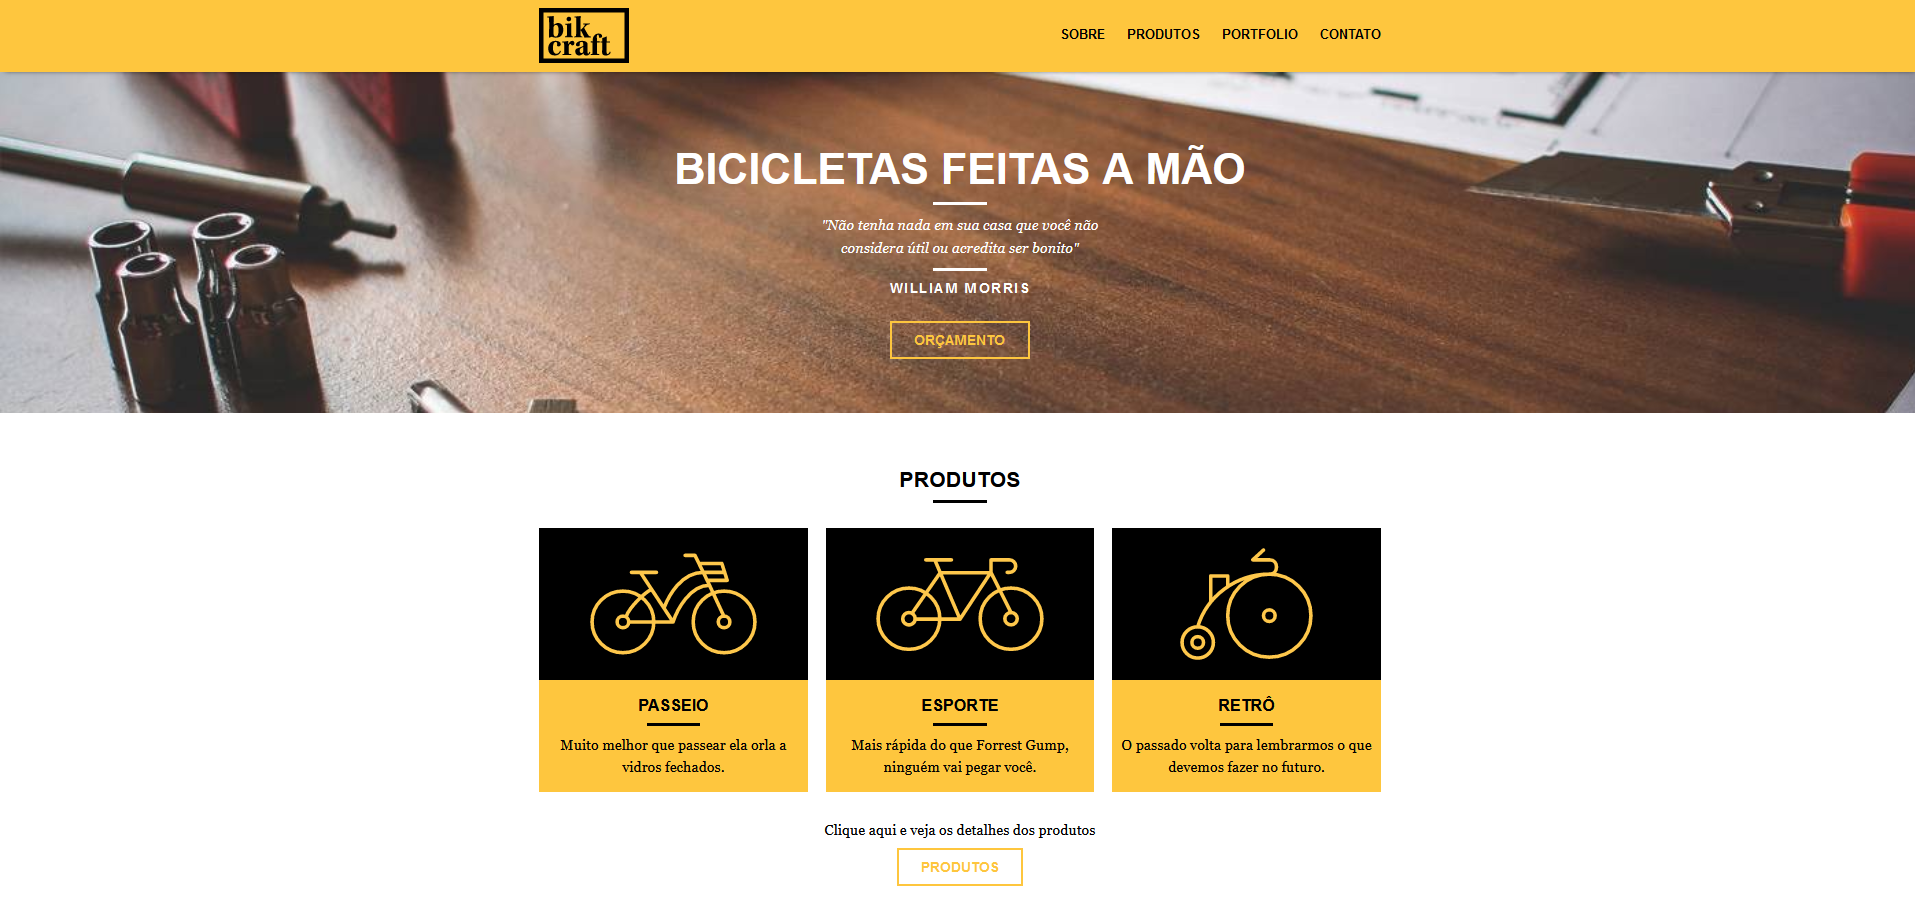 bik
craft
SOBRE PRODUTOS PORTFOLIO CONTATO
BICICLETAS FEITAS A MÃO
"Não tenha nada em sua casa que você não
considera útil ou acredita ser bonito"
WILLIAM MORRIS
ORÇAMENTO
PRODUTOS
PASSEIO
Muito melhor que passear ela orla a
vidros fechados.
ESPORTE
Mais rápida do que Forrest Gump,
ninguém vai pegar você.
RETRÔ
O passado volta para lembrarmos o que
devemos fazer no futuro.
Clique aqui e veja os detalhes dos produtos
PRODUTOS